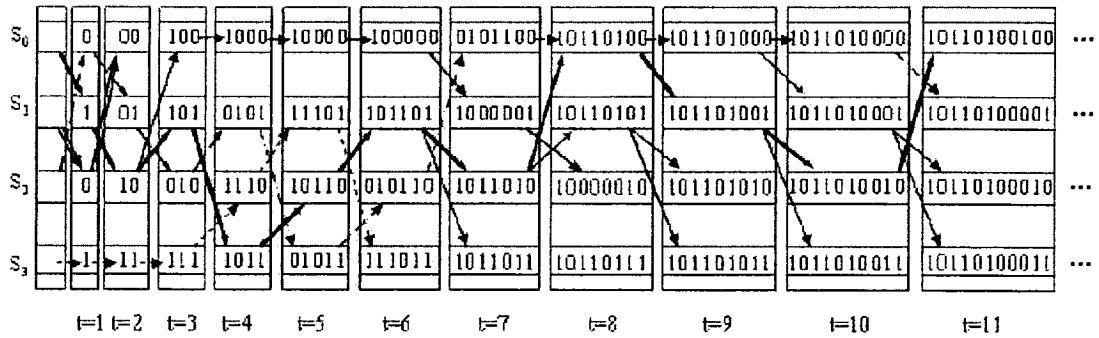 S₀ 0 00 100 1000 10000 100000 0101100 10110100 101101000 1011010000 10110100100 ...
S₁ 1 01 101 0101 11101 101101 1000001 10110101 101101001 1011010001 10110100001 ...
S₂ 0 10 010 1110 10110 010110 1011010 10000010 101101010 1011010010 10110100010 ...
S₃ 1 11 111 1011 01011 111011 1011011 10110111 101101011 1011010011 10110100011 ...
t=1 t=2 t=3 t=4 t=5 t=6 t=7 t=8 t=9 t=10 t=11